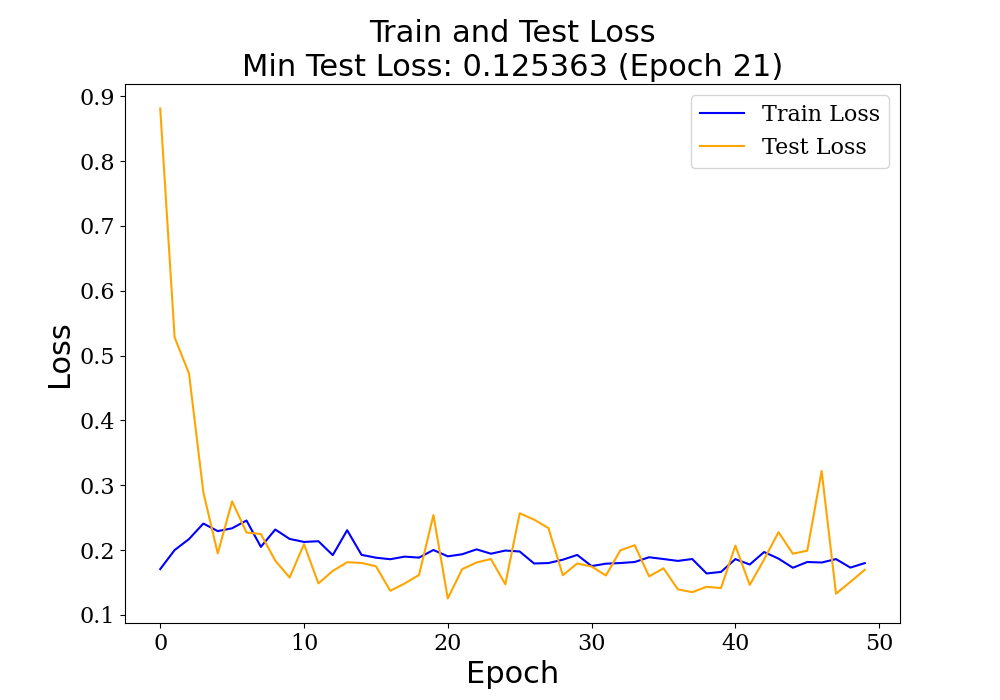 Train and Test Loss
Min Test Loss: 0.125363 (Epoch 21)
0.9
0.8
0.7
0.6
0.5
0.4
0.3
0.2
0.1
Loss
Train Loss
Test Loss
0 10 20 30 40 50
Epoch